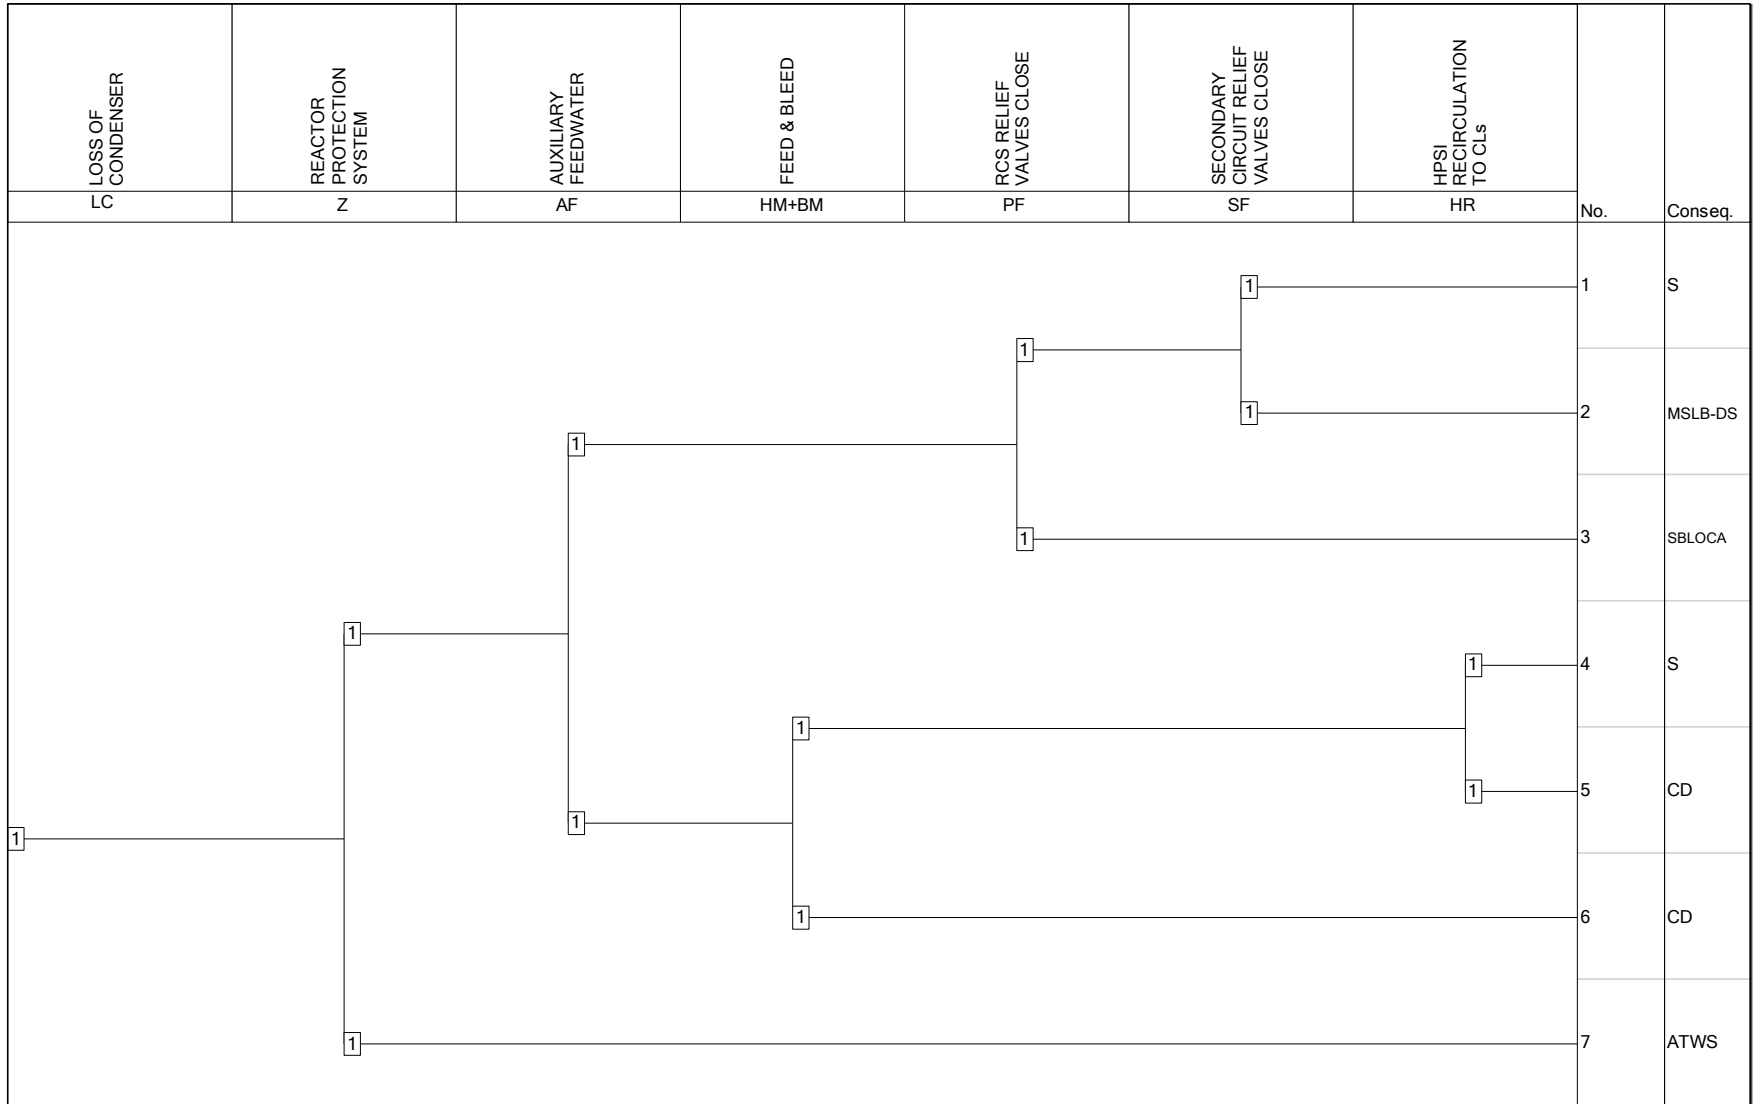 LOSS OF
CONDENSER
REACTOR
PROTECTION
SYSTEM
AUXILIARY
FEEDWATER
FEED & BLEED
RCS RELIEF
VALVES CLOSE
SECONDARY
CIRCUIT RELIEF
VALVES CLOSE
HPSI
RECIRCULATION
TO CLs
LC Z AF HM+BM PF SF HR No. Conseq.
1 1 S
1
1 2 MSLB-DS
1
1 3 SBLOCA
1
1 4 S
1
1 5 CD
1
1
1 6 CD
1 7 ATWS